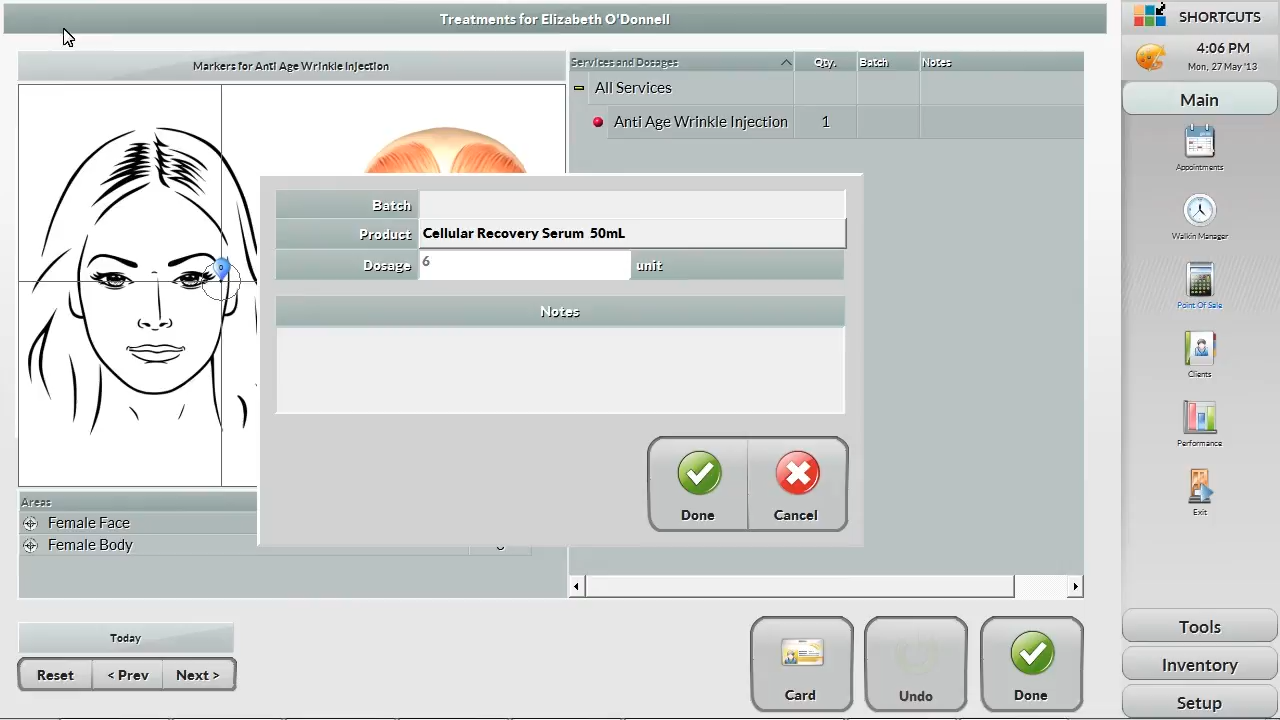 Treatments for Elizabeth O'Donnell
SHORTCUTS
4:06 PM
Mon, 27 May '13
Markers for Anti Age Wrinkle Injection
Services and Dosages
Qty.
Batch
Notes
All Services
Anti Age Wrinkle Injection
1
Main
Appointments
Walkin Manager
Point Of Sale
Clients
Performance
Exit
Batch
Product
Cellular Recovery Serum 50mL
Dosage
6
unit
Notes
Done
Cancel
Areas
Female Face
Female Body
Today
Reset
< Prev
Next >
Card
Undo
Done
Tools
Inventory
Setup